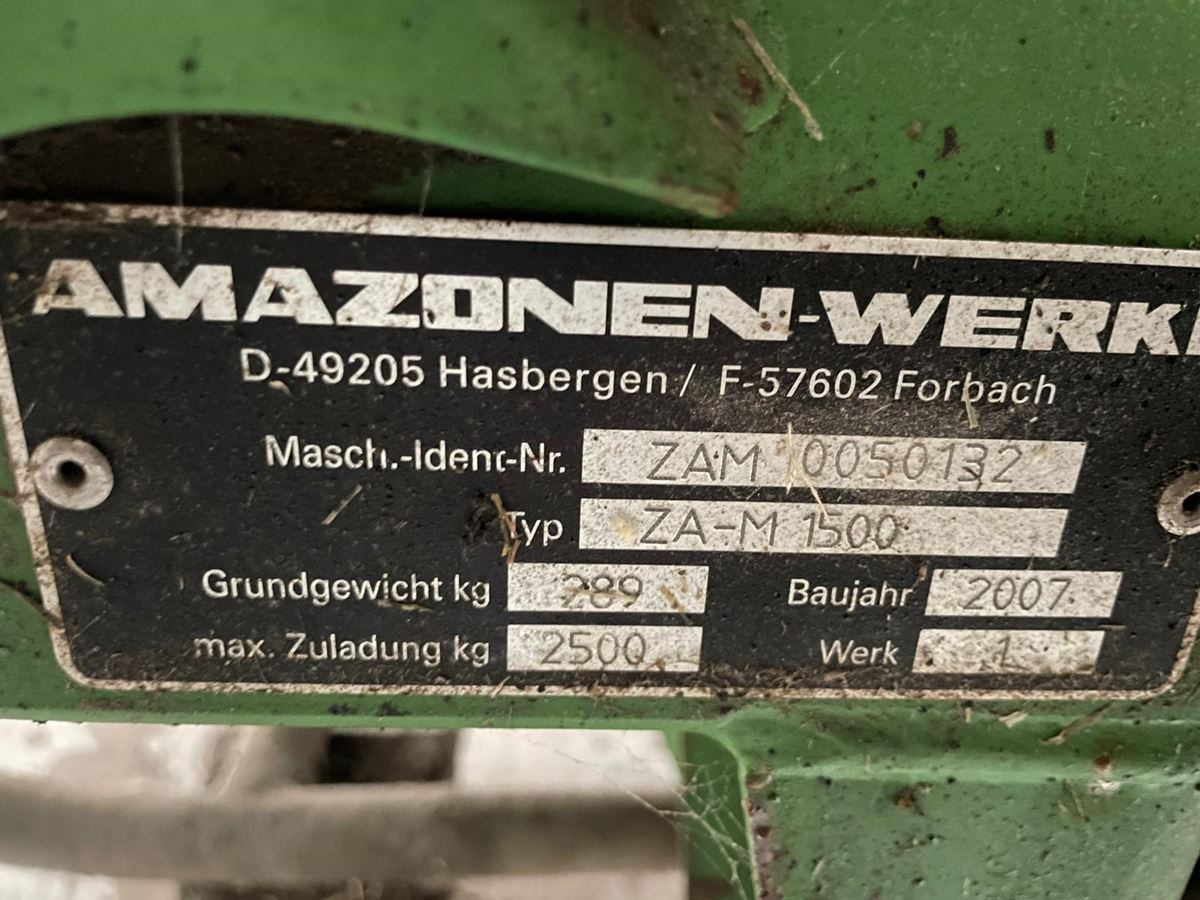 AMAZONEN-WERKE
D-49205 Hasbergen / F-57602 Forbach
Masch.-Ident-Nr. ZAM 0050132
Typ ZA-M 1500
Grundgewicht kg 289 Baujahr 2007
max. Zuladung kg 2500 Werk 1